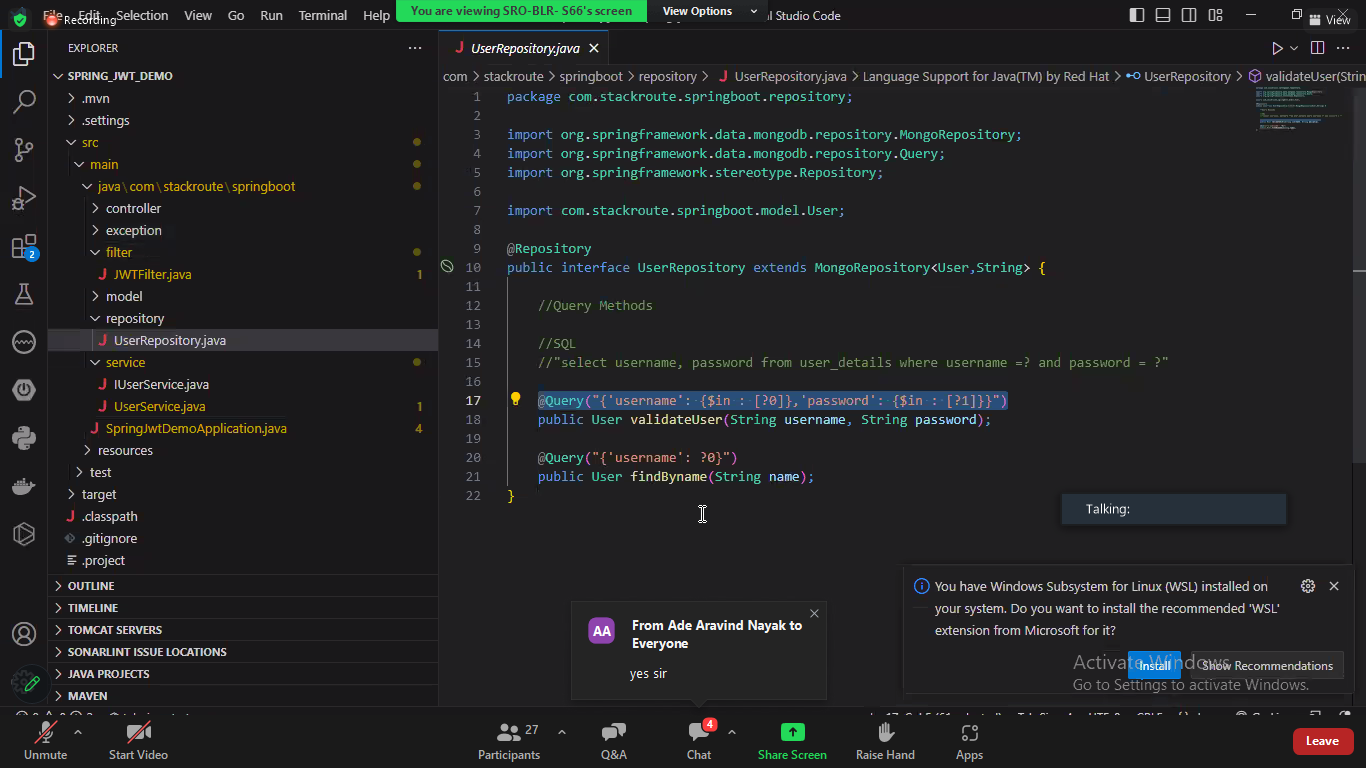 File Edit Selection View Go Run Terminal Help
Recording
You are viewing SRO-BLR- S66's screen
View Options
al Studio Code
View
EXPLORER
SPRING_JWT_DEMO
.mvn
.settings
src
main
java\com\stackroute\springboot
controller
exception
filter
JWTFilter.java 1
model
repository
UserRepository.java
service
IUserService.java
UserService.java 1
SpringJwtDemoApplication.java 4
resources
test
target
.classpath
.gitignore
.project
OUTLINE
TIMELINE
TOMCAT SERVERS
SONARLINT ISSUE LOCATIONS
JAVA PROJECTS
MAVEN
2
UserRepository.java
com > stackroute > springboot > repository > UserRepository.java > Language Support for Java(TM) by Red Hat > UserRepository > validateUser(Strin
1 package com.stackroute.springboot.repository;
2
3 import org.springframework.data.mongodb.repository.MongoRepository;
4 import org.springframework.data.mongodb.repository.Query;
5 import org.springframework.stereotype.Repository;
6
7 import com.stackroute.springboot.model.User;
8
9 @Repository
10 public interface UserRepository extends MongoRepository<User,String> {
11
12 //Query Methods
13
14 //SQL
15 //"select username, password from user_details where username =? and password = ?"
16
17 @Query("{'username': {$in : [?0]},'password': {$in : [?1]}}")
18 public User validateUser(String username, String password);
19
20 @Query("{'username': ?0}")
21 public User findByname(String name);
22 }
Talking:
You have Windows Subsystem for Linux (WSL) installed on
your system. Do you want to install the recommended 'WSL'
extension from Microsoft for it?
Install
Show Recommendations
Activate Windows
Go to Settings to activate Windows.
AA
From Ade Aravind Nayak to
Everyone
yes sir
Unmute
Start Video
27
Participants
Q&A
4
Chat
Share Screen
Raise Hand
Apps
Leave